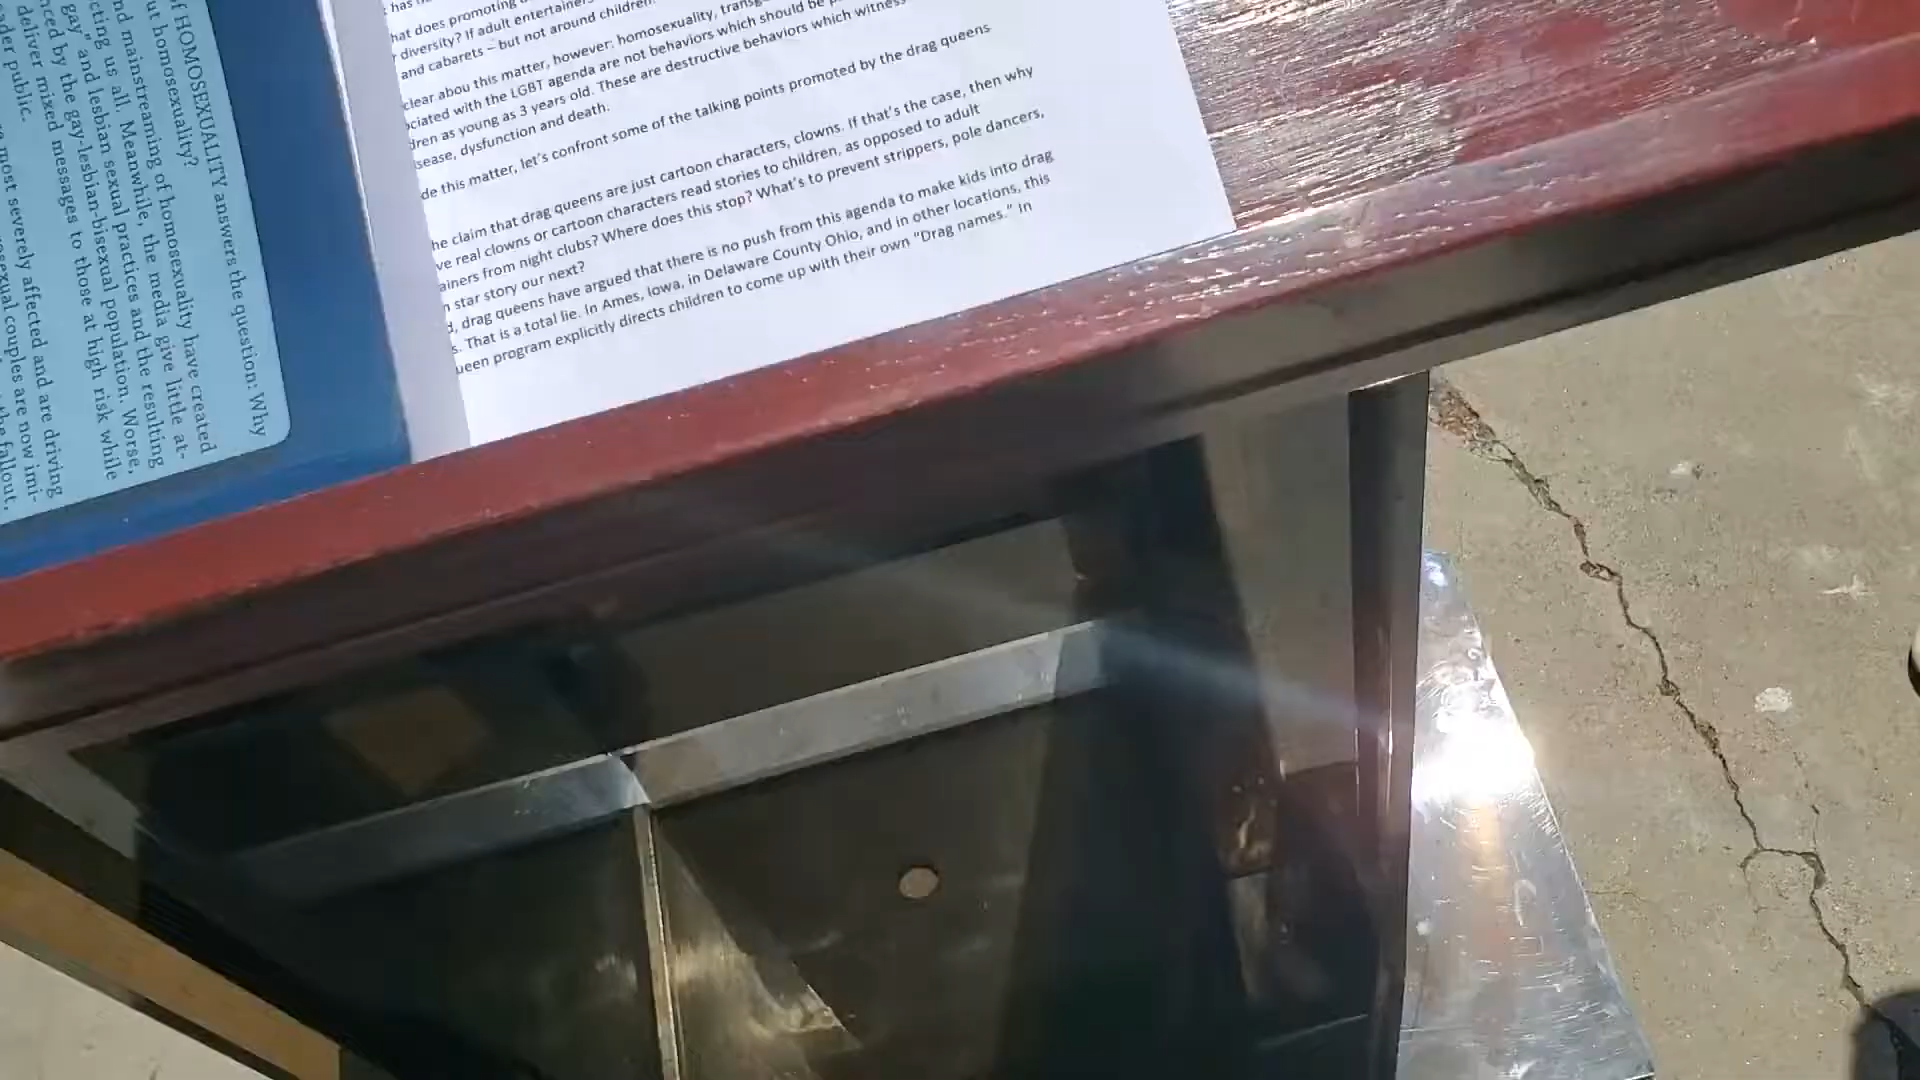 of HOMOSEXUALITY answers the question: Why
ut homosexuality?
nd mainstreaming of homosexuality have created
cting us all. Meanwhile, the media give little at-
gay" and lesbian sexual practices and the resulting
nced by the gay-lesbian-bisexual population. Worse,
deliver mixed messages to those at high risk while
ader public.
most severely affected and are driving
osexual couples are now imi-
the fallout.
has
hat does promoting
diversity? If adult entertainers
and cabarets – but not around children.
clear abou this matter, however: homosexuality, transg
ociated with the LGBT agenda are not behaviors which should be p
dren as young as 3 years old. These are destructive behaviors which witness
sease, dysfunction and death.
de this matter, let's confront some of the talking points promoted by the drag queens
he claim that drag queens are just cartoon characters, clowns. If that's the case, then why
ve real clowns or cartoon characters read stories to children, as opposed to adult
ainers from night clubs? Where does this stop? What's to prevent strippers, pole dancers,
n star story our next?
d, drag queens have argued that there is no push from this agenda to make kids into drag
s. That is a total lie. In Ames, Iowa, in Delaware County Ohio, and in other locations, this
ueen program explicitly directs children to come up with their own "Drag names." In